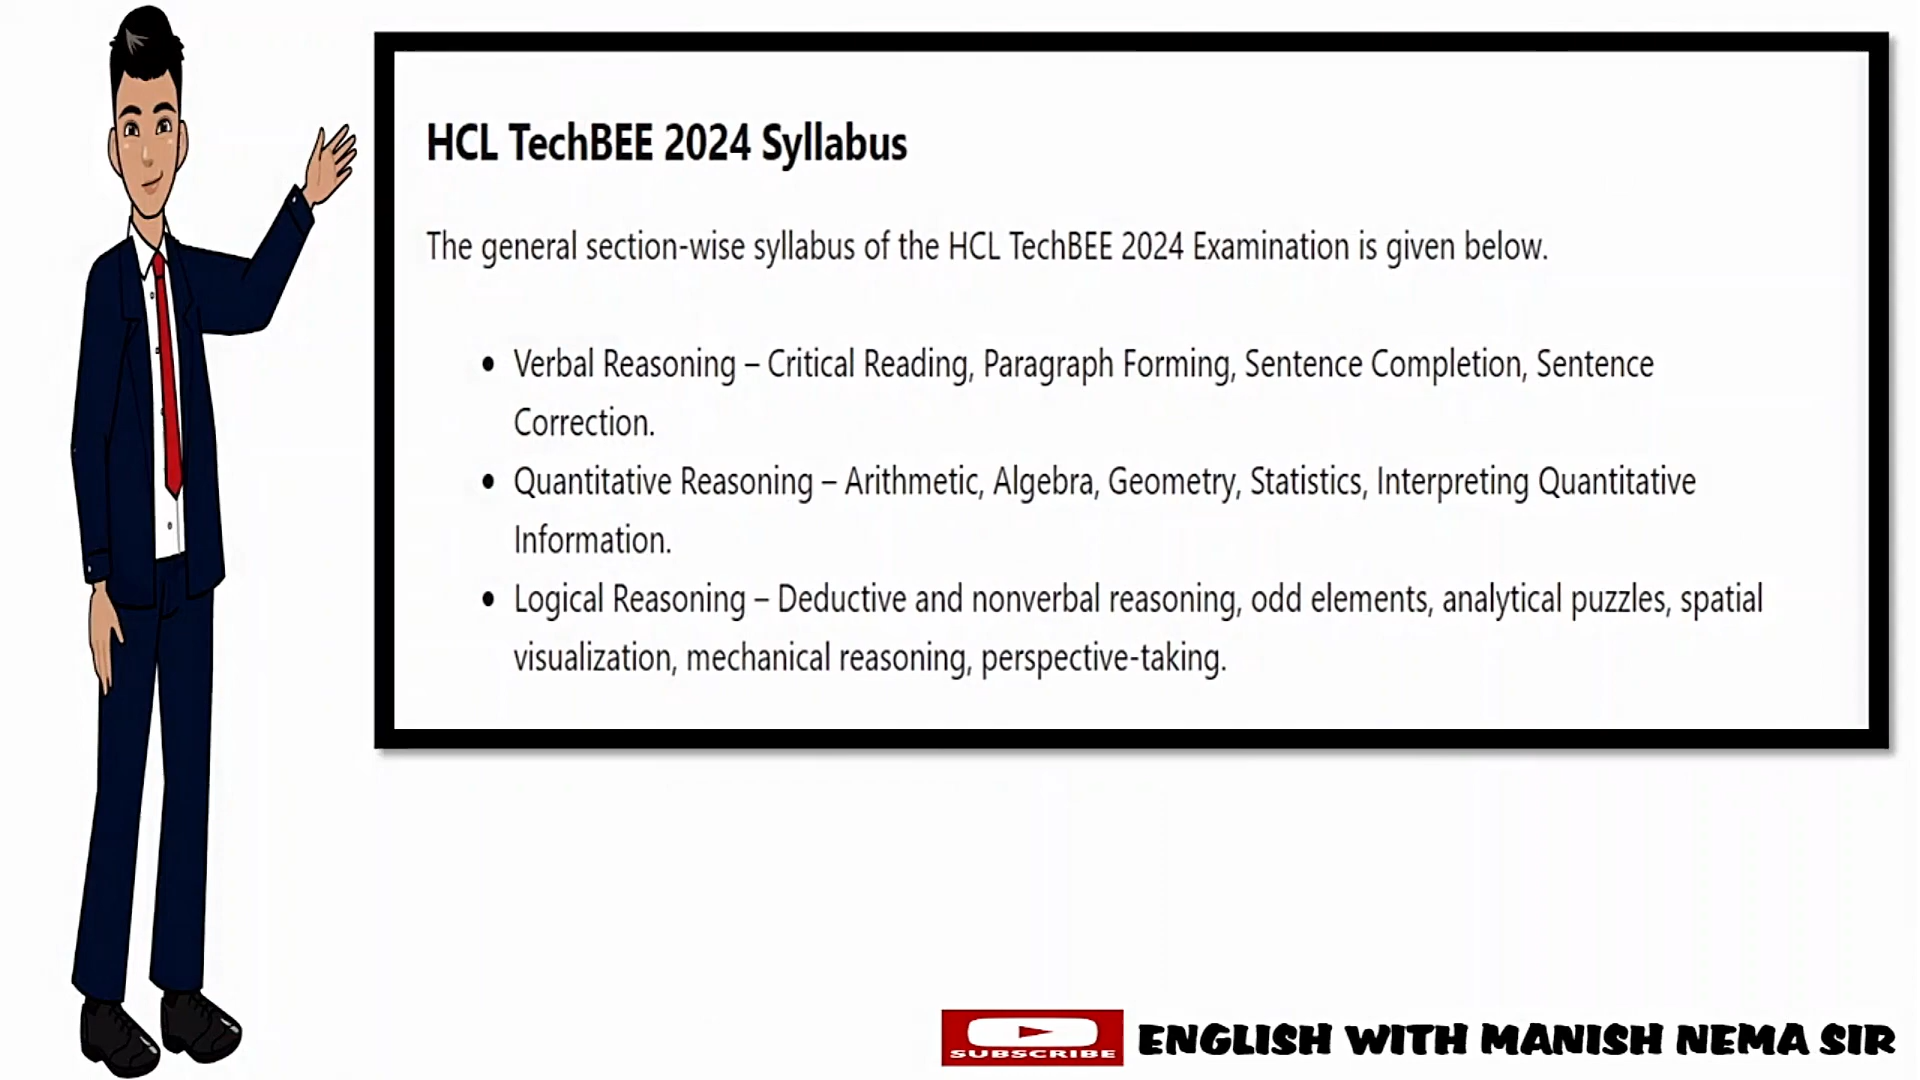 HCL TechBEE 2024 Syllabus
The general section-wise syllabus of the HCL TechBEE 2024 Examination is given below.
• Verbal Reasoning – Critical Reading, Paragraph Forming, Sentence Completion, Sentence
Correction.
• Quantitative Reasoning – Arithmetic, Algebra, Geometry, Statistics, Interpreting Quantitative
Information.
• Logical Reasoning – Deductive and nonverbal reasoning, odd elements, analytical puzzles, spatial
visualization, mechanical reasoning, perspective-taking.
SUBSCRIBE
ENGLISH WITH MANISH NEMA SIR